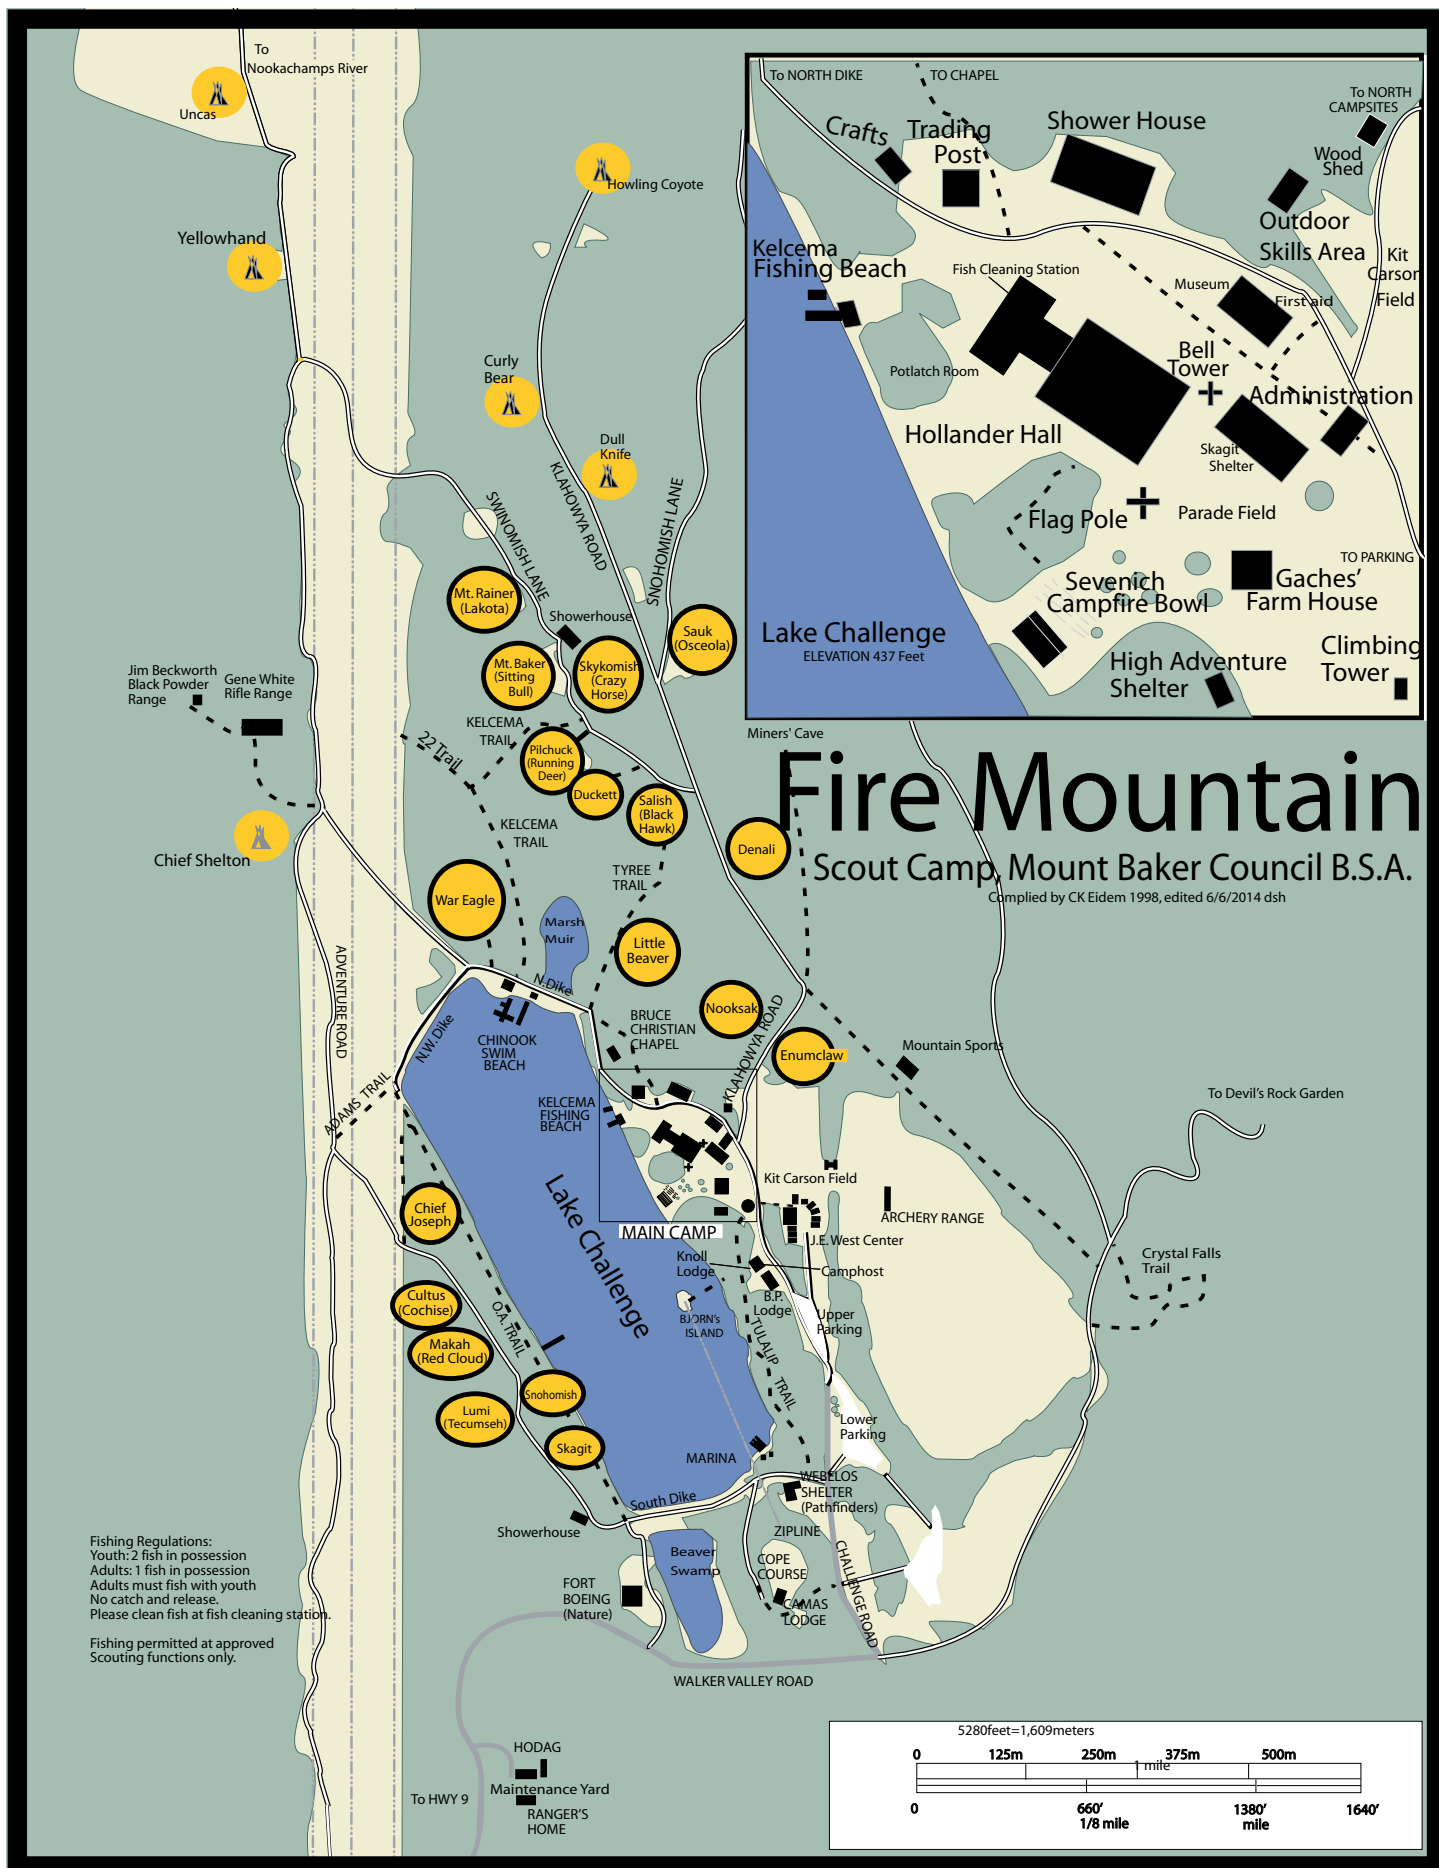 To
Nookachamps River
Uncas
Howling Coyote
Yellowhand
Curly
Bear
Dull
Knife
SWINOMISH LANE
KLAHOWYA ROAD
SNOHOMISH LANE
Mt. Rainer
(Lakota)
Showerhouse
Sauk
(Osceola)
Mt. Baker
(Sitting
Bull)
Skykomish
(Crazy
Horse)
Jim Beckworth
Black Powder
Range
Gene White
Rifle Range
KELCEMA
TRAIL
22 Trail
Pilchuck
(Running
Deer)
Duckett
Salish
(Black
Hawk)
KELCEMA
TRAIL
Chief Shelton
TYREE
TRAIL
Denali
War Eagle
Marsh
Muir
Little
Beaver
ADVENTURE ROAD
N.Dike
Nooksak
N.W. Dike
CHINOOK
SWIM
BEACH
BRUCE
CHRISTIAN
CHAPEL
KLAHOWYA ROAD
Enumclaw
ADAMS TRAIL
KELCEMA
FISHING
BEACH
Mountain Sports
To Devil's Rock Garden
Kit Carson Field
ARCHERY RANGE
Chief
Joseph
Lake Challenge
MAIN CAMP
J.E. West Center
Knoll
Lodge
Camphost
Crystal Falls
Trail
Cultus
(Cochise)
O.A. TRAIL
B.P.
Lodge
BJORN's
ISLAND
Upper
Parking
Makah
(Red Cloud)
TULALIP
TRAIL
Snohomish
Lumi
(Tecumseh)
Lower
Parking
Skagit
MARINA
WEBELOS
SHELTER
(Pathfinders)
South Dike
Showerhouse
ZIPLINE
Beaver
Swamp
COPE
COURSE
CHALLENGE ROAD
FORT
BOEING
(Nature)
CAMAS
LODGE
WALKER VALLEY ROAD
Fishing Regulations:
Youth: 2 fish in possession
Adults: 1 fish in possession
Adults must fish with youth
No catch and release.
Please clean fish at fish cleaning station.
Fishing permitted at approved
Scouting functions only.
HODAG
Maintenance Yard
RANGER'S
HOME
To HWY 9
To NORTH DIKE
TO CHAPEL
To NORTH
CAMPSITES
Crafts
Trading
Post
Shower House
Wood
Shed
Outdoor
Skills Area
Kit
Carson
Field
Kelcema
Fishing Beach
Fish Cleaning Station
Museum
First aid
Potlatch Room
Bell
Tower
Administration
Hollander Hall
Skagit
Shelter
Flag Pole
Parade Field
TO PARKING
Sevenich
Campfire Bowl
Gaches'
Farm House
Lake Challenge
ELEVATION 437 Feet
High Adventure
Shelter
Climbing
Tower
Miners' Cave
Fire Mountain
Scout Camp, Mount Baker Council B.S.A.
Complied by CK Eidem 1998, edited 6/6/2014 dsh
5280feet=1,609meters
0 125m 250m 375m 500m
1 mile
0 660' 1380' 1640'
1/8 mile mile